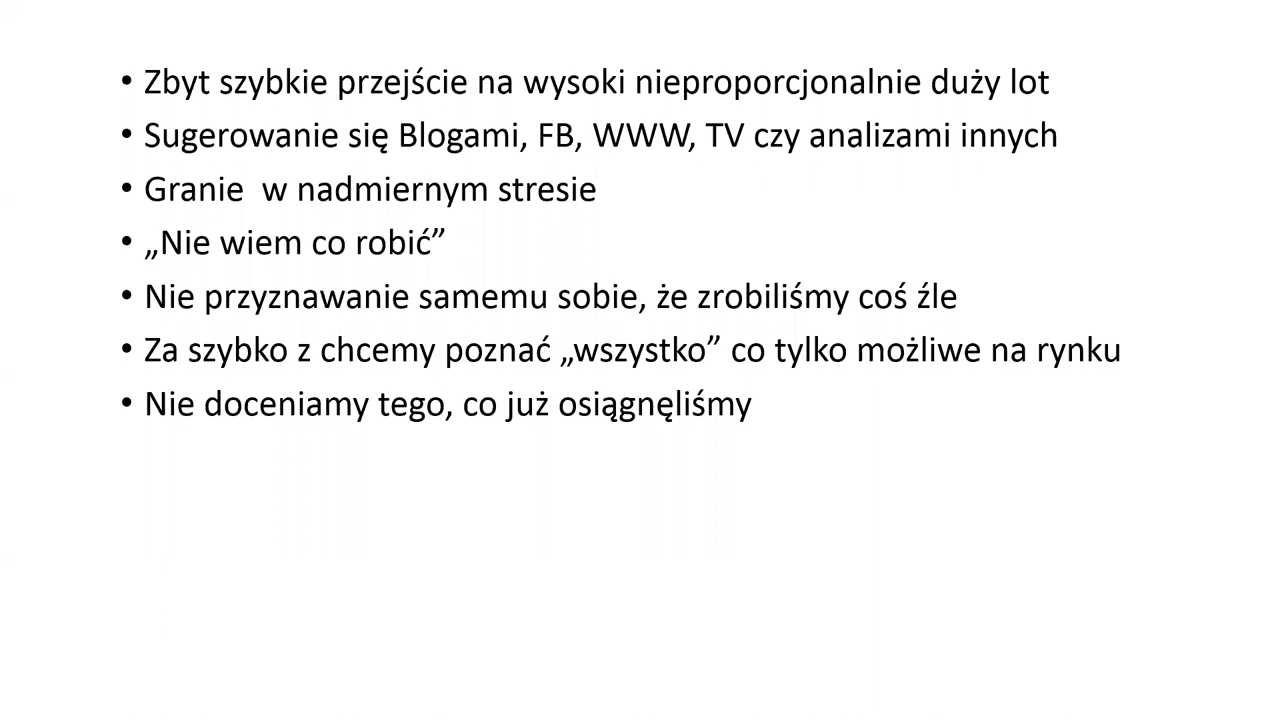 • Zbyt szybkie przejście na wysoki nieproporcjonalnie duży lot
• Sugerowanie się Blogami, FB, WWW, TV czy analizami innych
• Granie  w nadmiernym stresie
• „Nie wiem co robić”
• Nie przyznawanie samemu sobie, że zrobiliśmy coś źle
• Za szybko z chcemy poznać „wszystko” co tylko możliwe na rynku
• Nie doceniamy tego, co już osiągnęliśmy